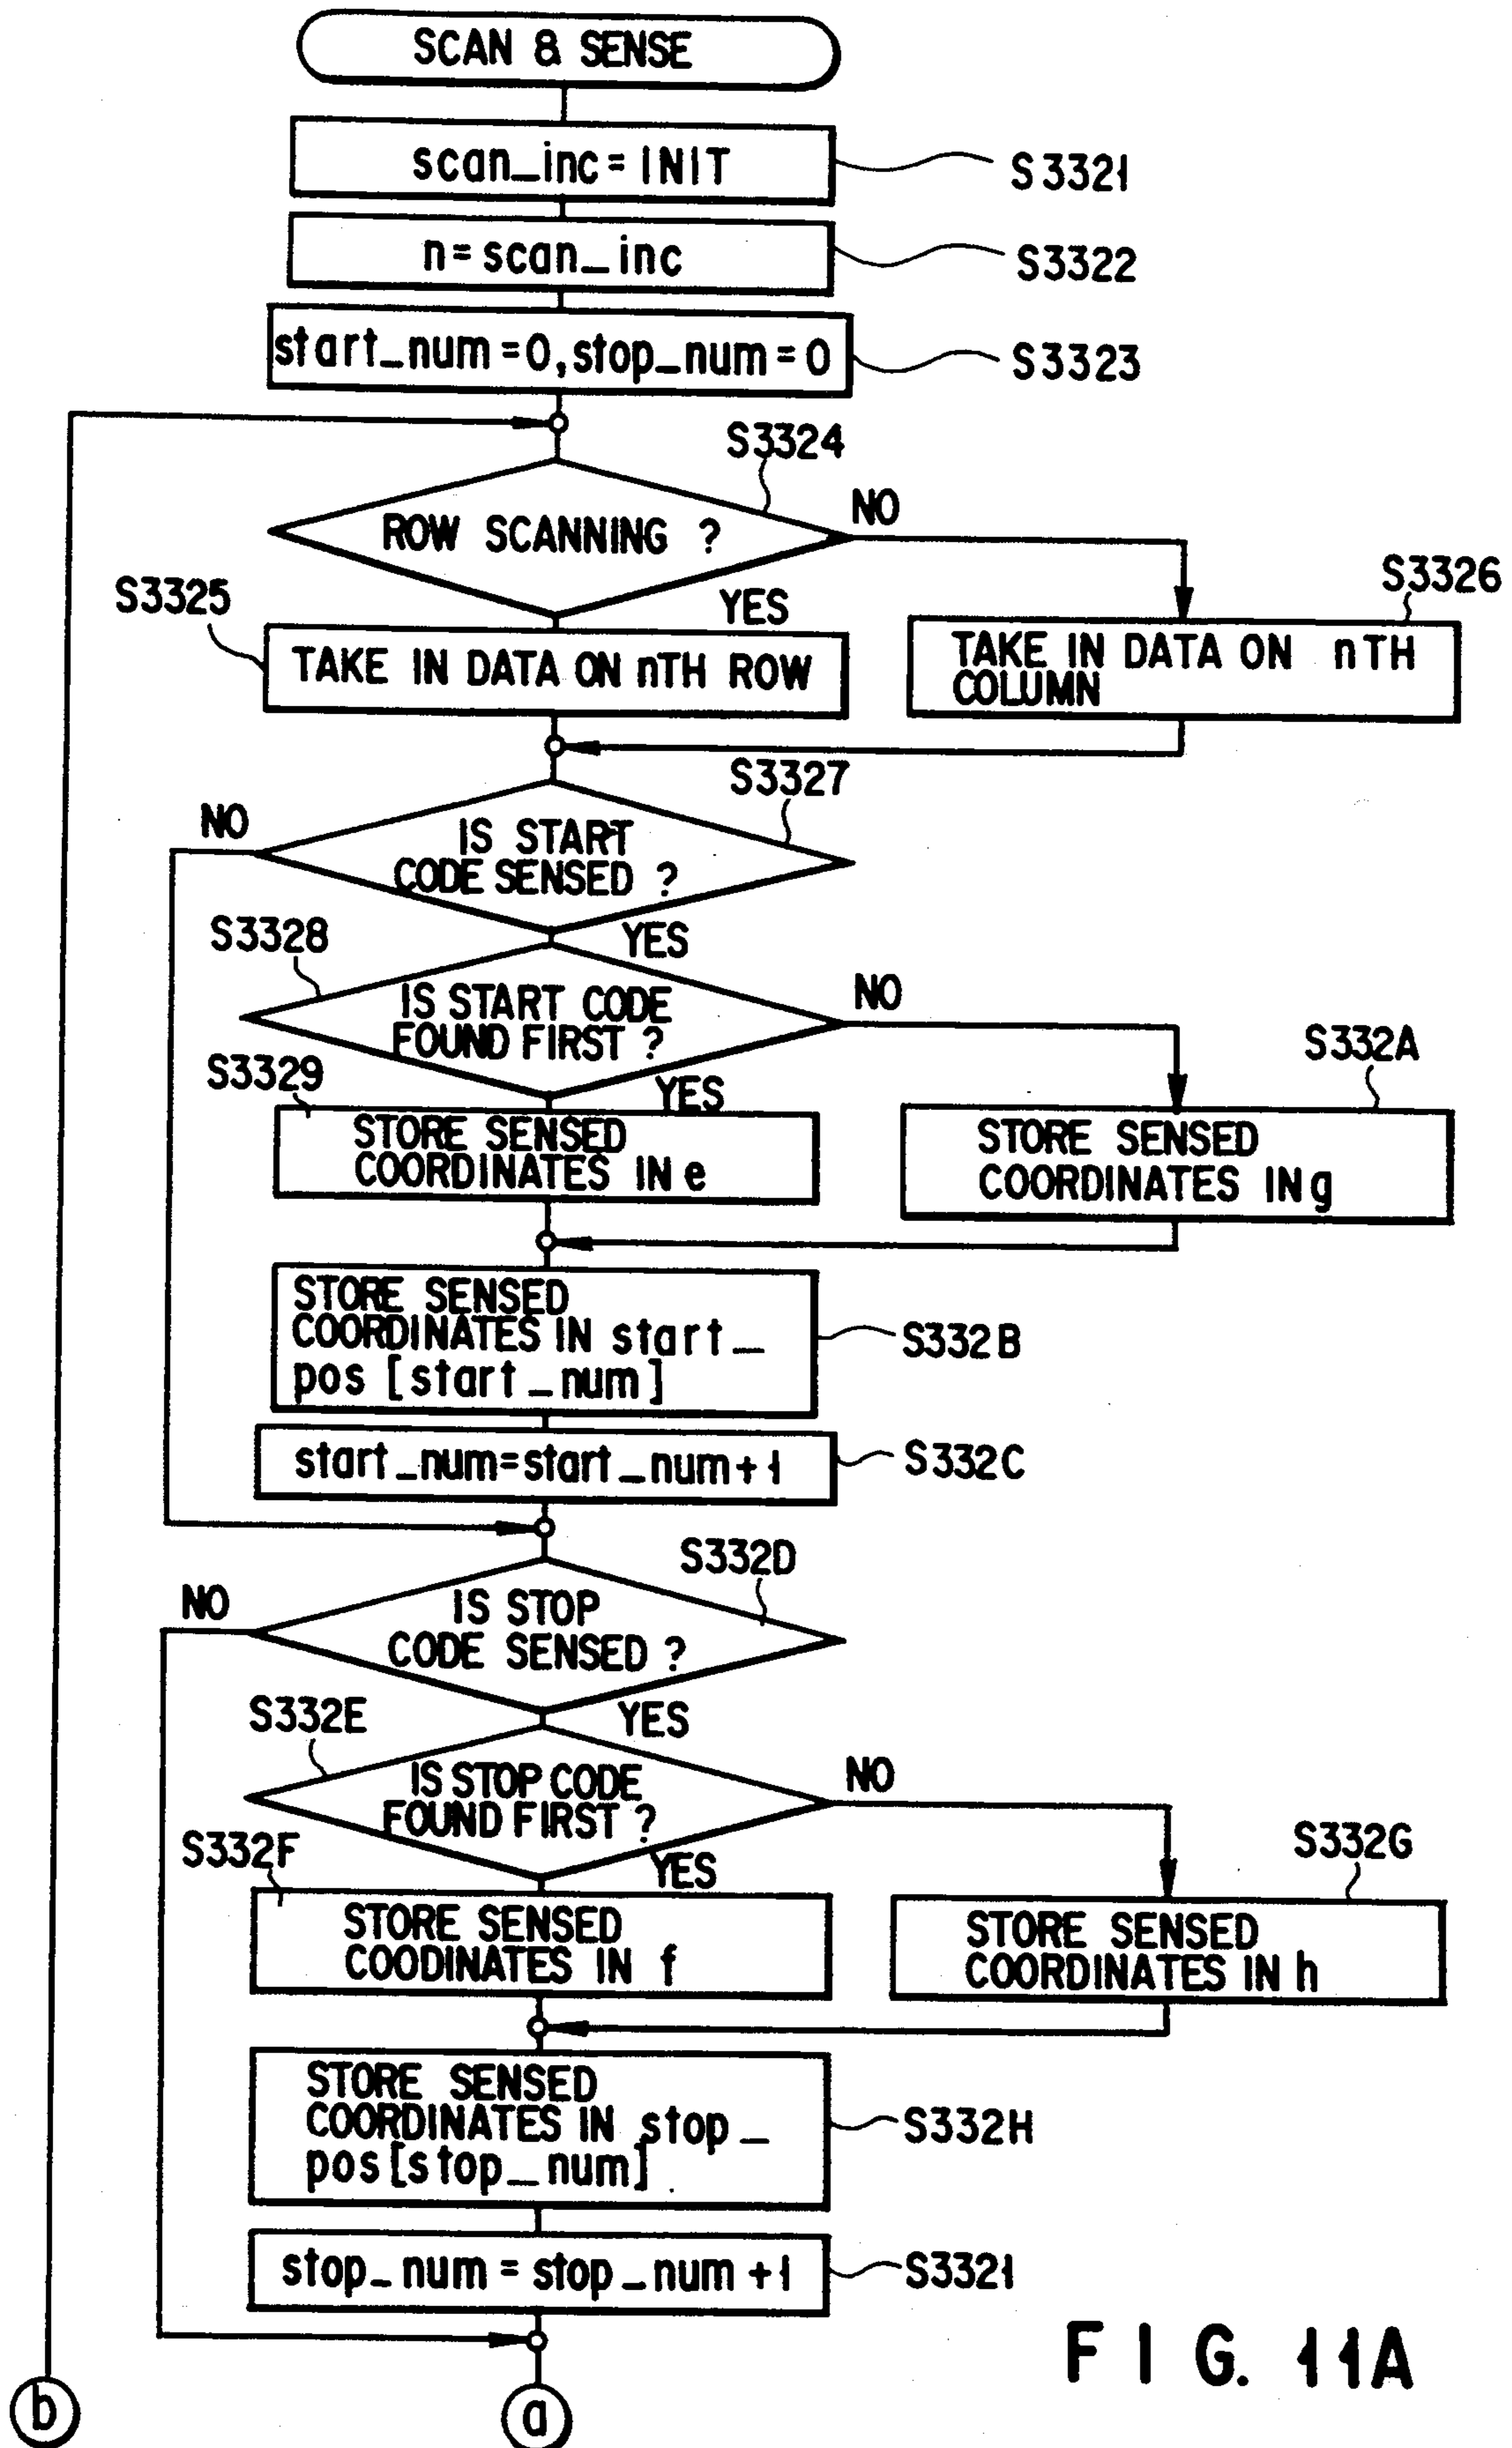 SCAN & SENSE
scan_inc = INIT
S3321
n = scan_inc
S3322
start_num = 0, stop_num = 0
S3323
S3324
ROW SCANNING ?
NO
YES
S3325
S3326
TAKE IN DATA ON nTH ROW
TAKE IN DATA ON nTH
COLUMN
S3327
NO
IS START
CODE SENSED ?
YES
S3328
IS START CODE
FOUND FIRST ?
NO
YES
S3329
S332A
STORE SENSED
COORDINATES IN e
STORE SENSED
COORDINATES IN g
STORE SENSED
COORDINATES IN start_
pos [start_num]
S332B
start_num=start_num+1
S332C
S332D
NO
IS STOP
CODE SENSED ?
YES
S332E
IS STOP CODE
FOUND FIRST ?
NO
YES
S332F
S332G
STORE SENSED
COODINATES IN f
STORE SENSED
COORDINATES IN h
STORE SENSED
COORDINATES IN stop_
pos[stop_num]
S332H
stop_num = stop_num +1
S3321
b
a
FIG. 11A